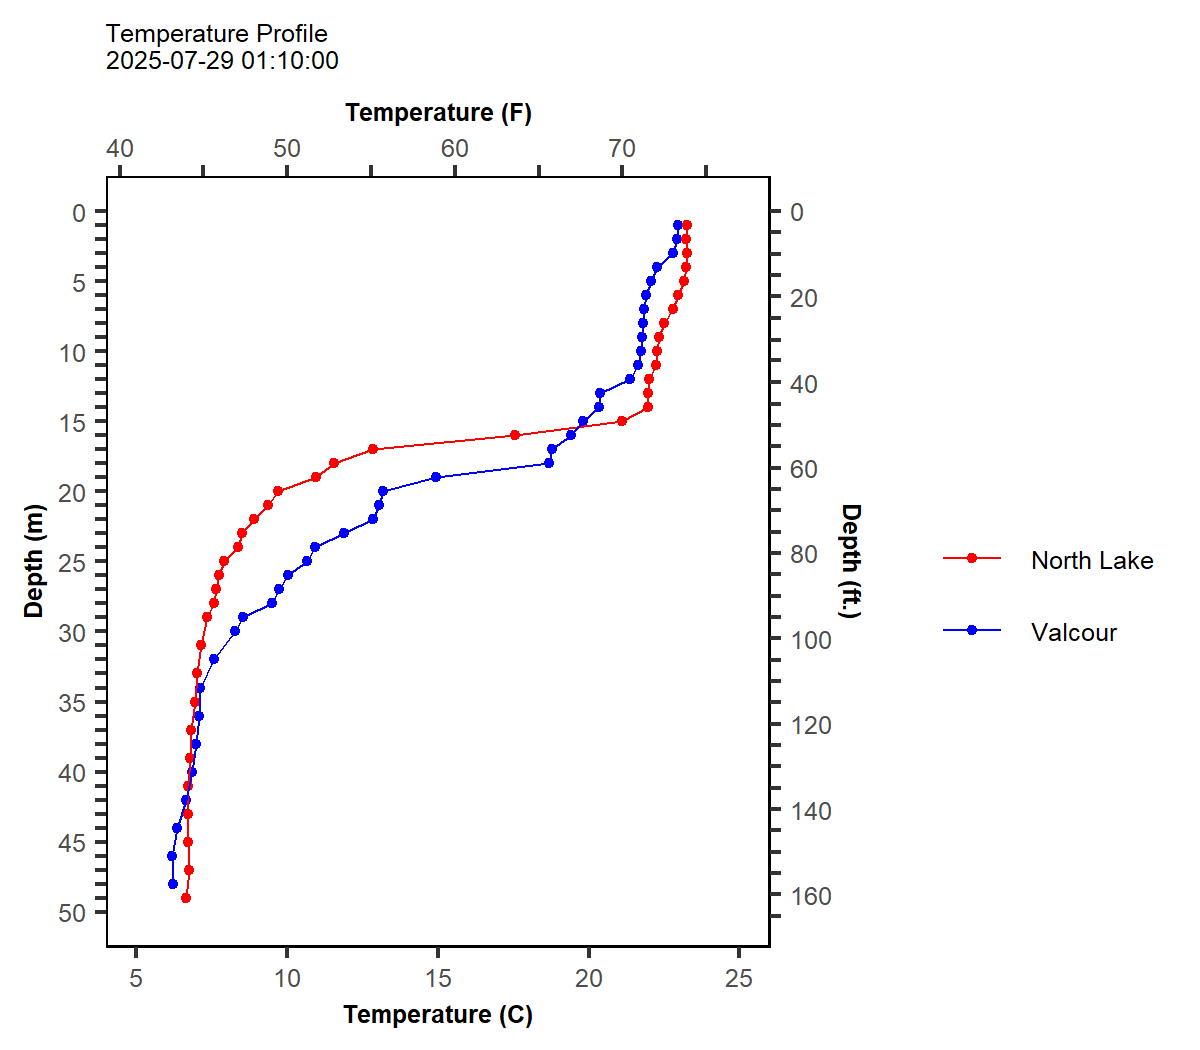 Temperature Profile
2025-07-29 01:10:00
Temperature (F)
40 50 60 70
0
5
10
15
20
25
30
35
40
45
50
Depth (m)
0
20
40
60
80
100
120
140
160
Depth (ft.)
North Lake
Valcour
5 10 15 20 25
Temperature (C)